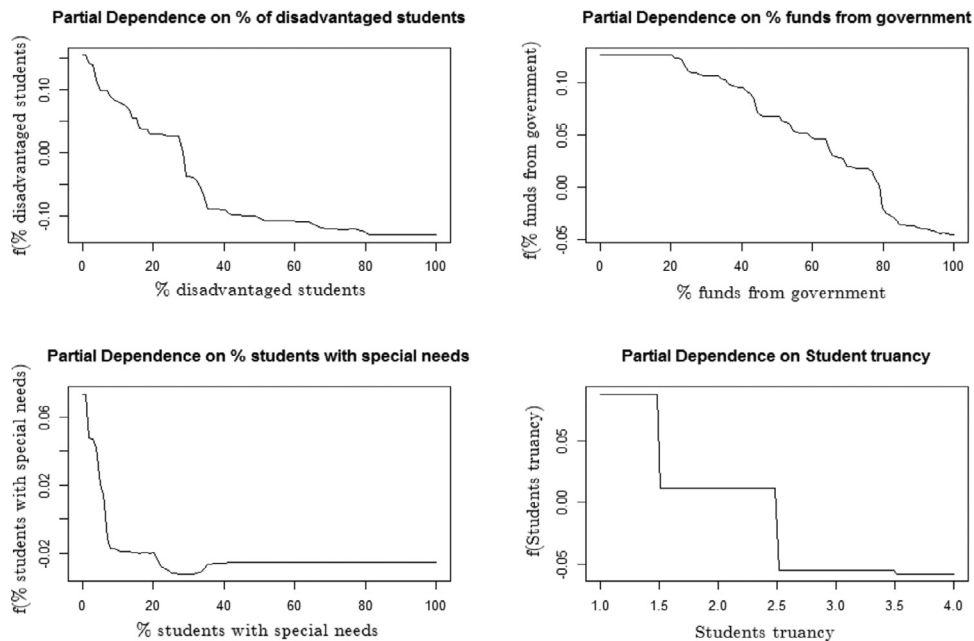 Partial Dependence on % of disadvantaged students
f(% disadvantaged students)
0.10
0.00
-0.10
0 20 40 60 80 100
% disadvantaged students
Partial Dependence on % funds from government
f(% funds from government)
0.10
0.05
0.00
-0.05
0 20 40 60 80 100
% funds from government
Partial Dependence on % students with special needs
f(% students with special needs)
0.06
0.02
-0.02
0 20 40 60 80 100
% students with special needs
Partial Dependence on Student truancy
f(Students truancy)
0.05
0.00
-0.05
1.0 1.5 2.0 2.5 3.0 3.5 4.0
Students truancy